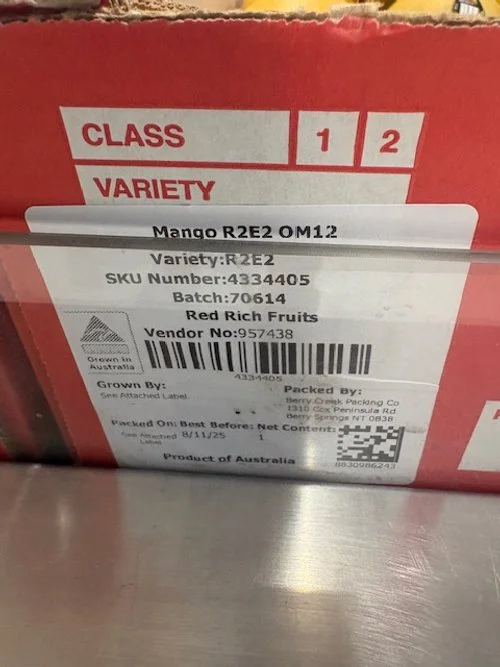 CLASS 1 2
VARIETY
Mango R2E2 OM12
Variety:R2E2
SKU Number:4334405
Batch:70614
Red Rich Fruits
Vendor No:957438
Grown in
Australia
4334405
Grown By:
See Attached Label
Packed By:
Berry Creek Packing Co
1310 Cox Peninsula Rd
Berry Springs NT 0838
Packed On: Best Before: Net Content:
See Attached Label 8/11/25 1
8830986243
Product of Australia